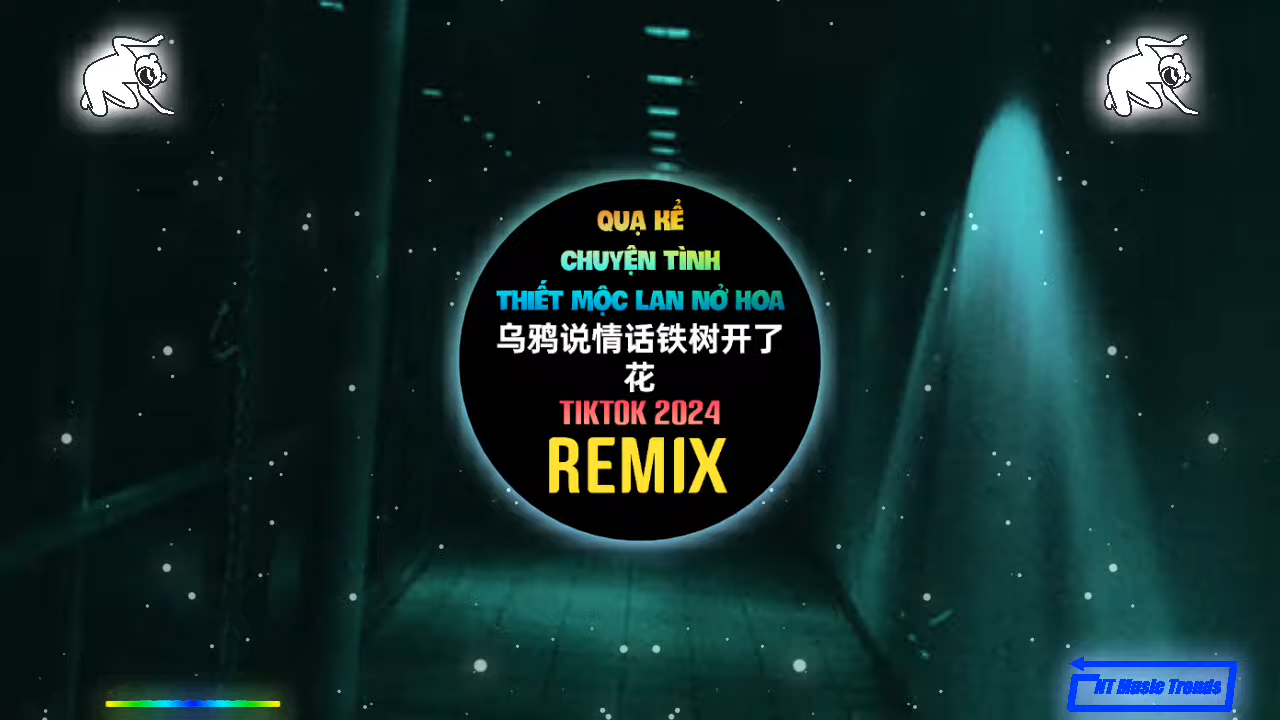 QUẠ KỂ
CHUYỆN TÌNH
THIẾT MỘC LAN NỞ HOA
乌鸦说情话铁树开了
花
TIKTOK 2024
REMIX
NT Music Trends